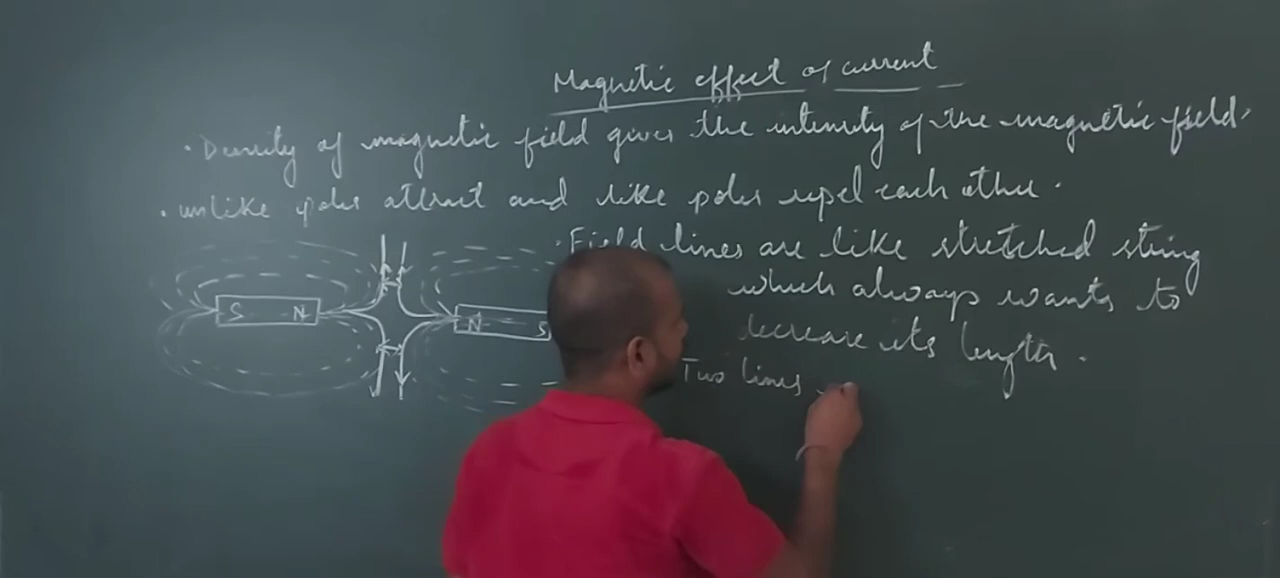 Magnetic effect of current
. Density of magnetic field gives the intensity of the magnetic field.
. unlike poles attract and like poles repel each other.
. Field lines are like stretched string
which always wants to
decrease its length.
Two lines
S N
N S